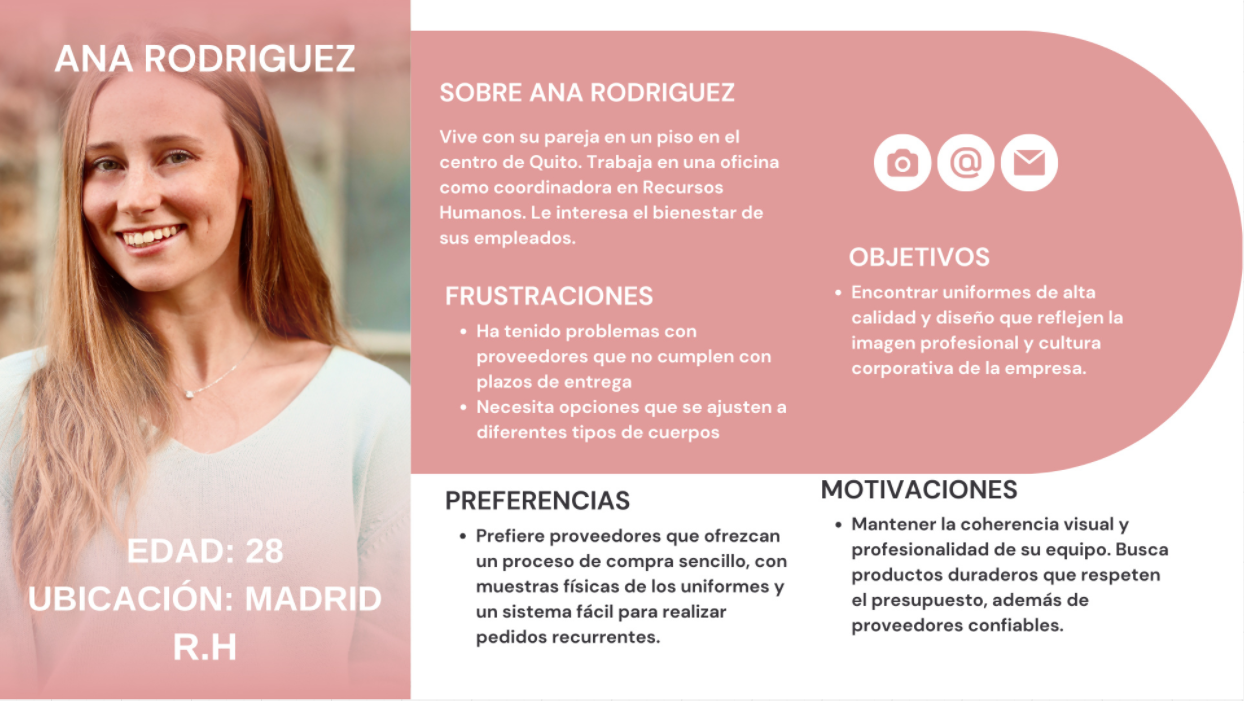 ANA RODRIGUEZ
EDAD: 28
UBICACIÓN: MADRID
R.H
SOBRE ANA RODRIGUEZ
Vive con su pareja en un piso en el
centro de Quito. Trabaja en una oficina
como coordinadora en Recursos
Humanos. Le interesa el bienestar de
sus empleados.
FRUSTRACIONES
• Ha tenido problemas con
proveedores que no cumplen con
plazos de entrega
• Necesita opciones que se ajusten a
diferentes tipos de cuerpos
PREFERENCIAS
• Prefiere proveedores que ofrezcan
un proceso de compra sencillo, con
muestras físicas de los uniformes y
un sistema fácil para realizar
pedidos recurrentes.
OBJETIVOS
• Encontrar uniformes de alta
calidad y diseño que reflejen la
imagen profesional y cultura
corporativa de la empresa.
MOTIVACIONES
• Mantener la coherencia visual y
profesionalidad de su equipo. Busca
productos duraderos que respeten
el presupuesto, además de
proveedores confiables.